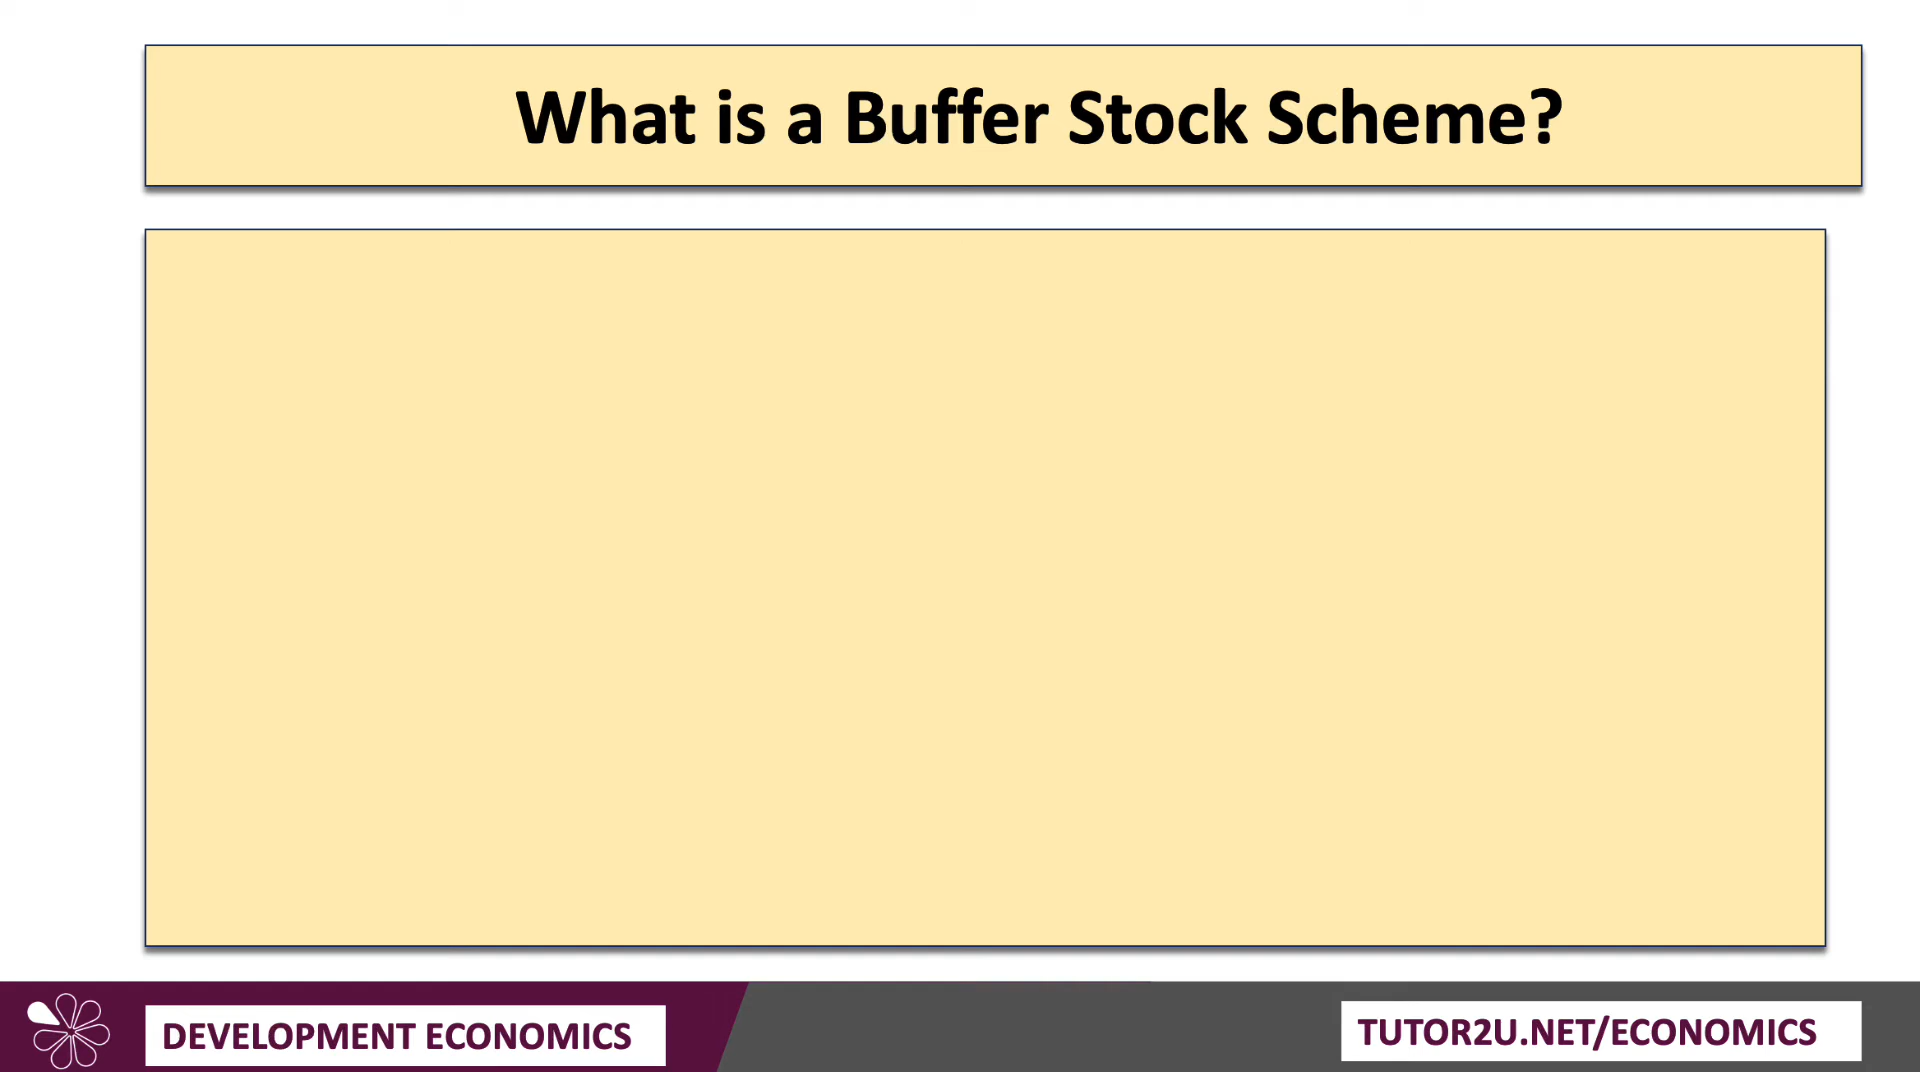 What is a Buffer Stock Scheme?
DEVELOPMENT ECONOMICS
TUTOR2U.NET/ECONOMICS